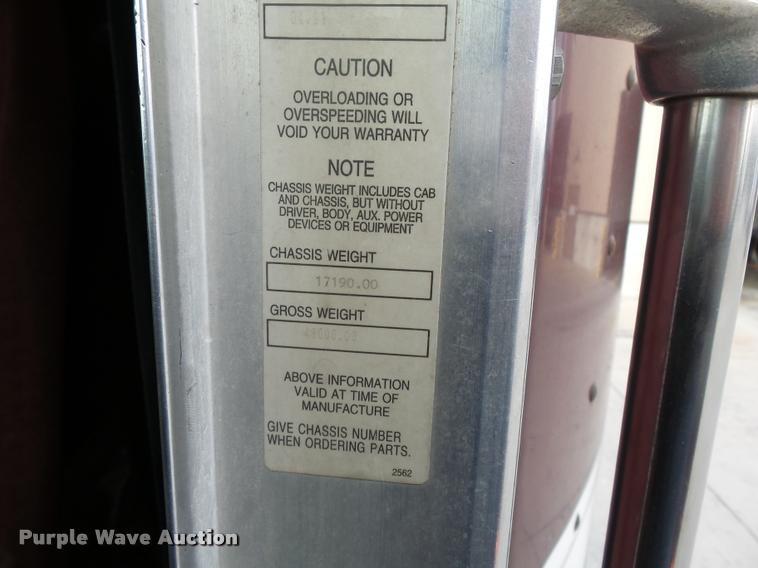 CAUTION
OVERLOADING OR
OVERSPEEDING WILL
VOID YOUR WARRANTY
NOTE
CHASSIS WEIGHT INCLUDES CAB
AND CHASSIS, BUT WITHOUT
DRIVER, BODY, AUX. POWER
DEVICES OR EQUIPMENT
CHASSIS WEIGHT
17190.00
GROSS WEIGHT
ABOVE INFORMATION
VALID AT TIME OF
MANUFACTURE
GIVE CHASSIS NUMBER
WHEN ORDERING PARTS.
2562
Purple Wave Auction